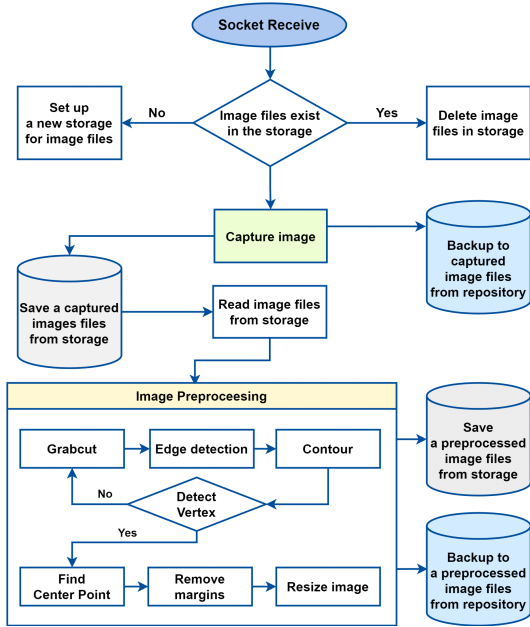 Socket Receive
Set up
a new storage
for image files
No
Image files exist
in the storage
Yes
Delete image
files in storage
Capture image
Backup to
captured
image files
from repository
Save a captured
images files
from storage
Read image files
from storage
Image Preproceesing
Grabcut
Edge detection
Contour
No
Detect
Vertex
Yes
Find
Center Point
Remove
margins
Resize image
Save
a preprocessed
image files
from storage
Backup to
a preprocessed
image files
from repository